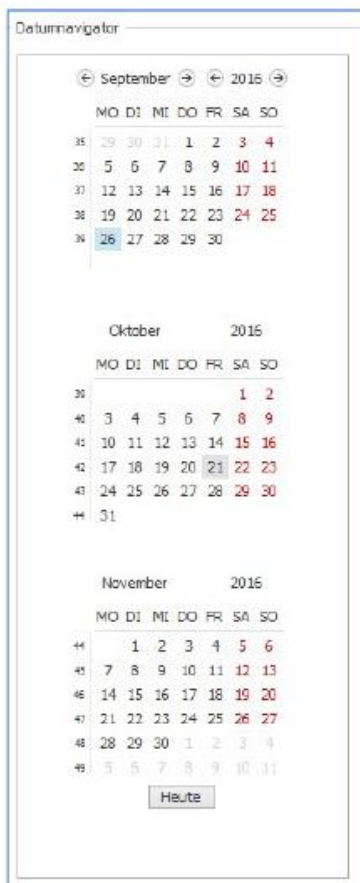 Datumnavigator
September 2016
MO DI MI DO FR SA SO
35 29 30 31 1 2 3 4
36 5 6 7 8 9 10 11
37 12 13 14 15 16 17 18
38 19 20 21 22 23 24 25
39 26 27 28 29 30
Oktober 2016
MO DI MI DO FR SA SO
39 1 2
40 3 4 5 6 7 8 9
41 10 11 12 13 14 15 16
42 17 18 19 20 21 22 23
43 24 25 26 27 28 29 30
44 31
November 2016
MO DI MI DO FR SA SO
44 1 2 3 4 5 6
45 7 8 9 10 11 12 13
46 14 15 16 17 18 19 20
47 21 22 23 24 25 26 27
48 28 29 30 1 2 3 4
49 5 6 7 8 9 10 11
Heute